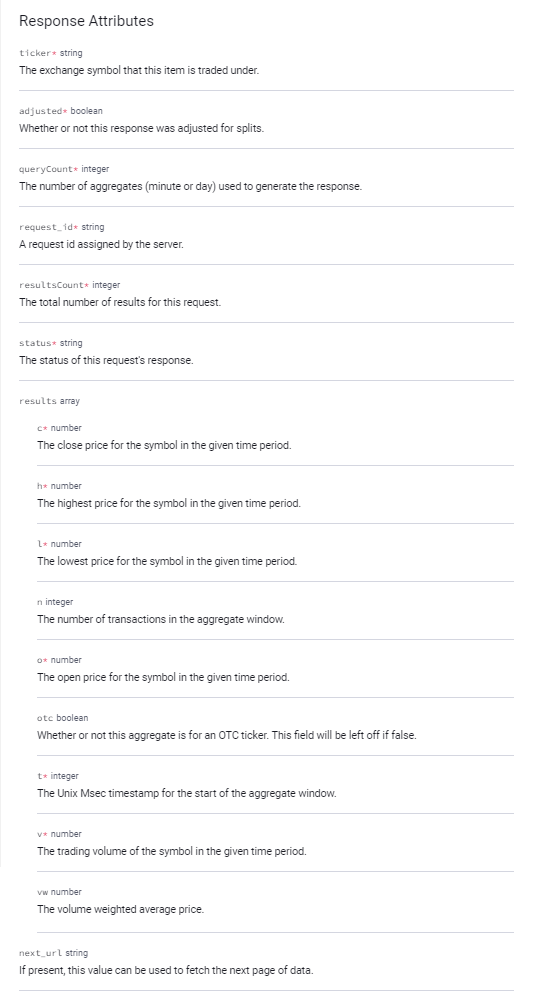 Response Attributes
ticker* string
The exchange symbol that this item is traded under.
adjusted* boolean
Whether or not this response was adjusted for splits.
queryCount* integer
The number of aggregates (minute or day) used to generate the response.
request_id* string
A request id assigned by the server.
resultsCount* integer
The total number of results for this request.
status* string
The status of this request's response.
results array
c* number
The close price for the symbol in the given time period.
h* number
The highest price for the symbol in the given time period.
l* number
The lowest price for the symbol in the given time period.
n integer
The number of transactions in the aggregate window.
o* number
The open price for the symbol in the given time period.
otc boolean
Whether or not this aggregate is for an OTC ticker. This field will be left off if false.
t* integer
The Unix Msec timestamp for the start of the aggregate window.
v* number
The trading volume of the symbol in the given time period.
vw number
The volume weighted average price.
next_url string
If present, this value can be used to fetch the next page of data.